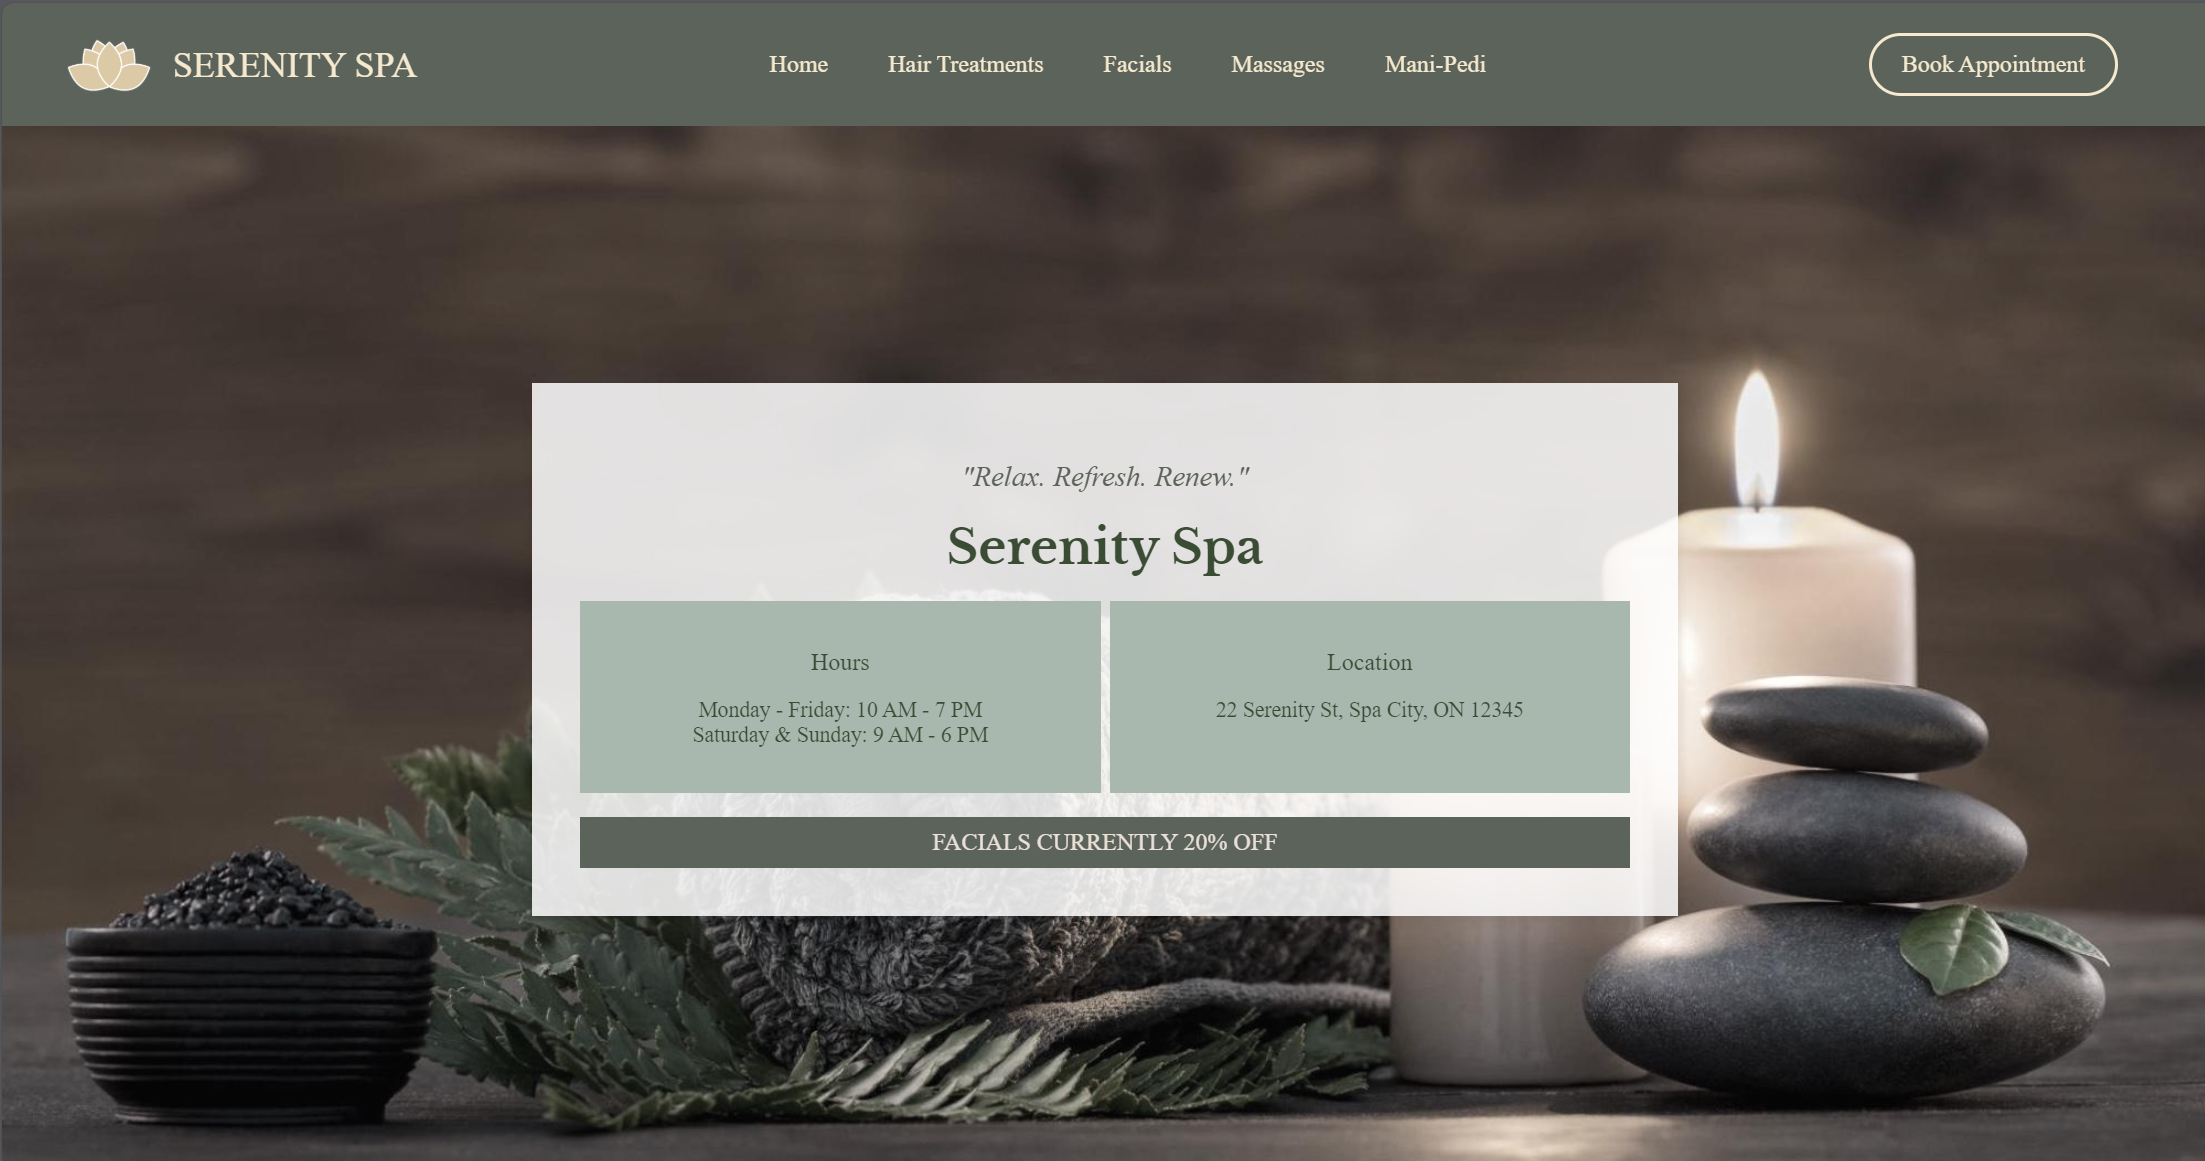 SERENITY SPA
Home
Hair Treatments
Facials
Massages
Mani-Pedi
Book Appointment
"Relax. Refresh. Renew."
Serenity Spa
Hours
Monday - Friday: 10 AM - 7 PM
Saturday & Sunday: 9 AM - 6 PM
Location
22 Serenity St, Spa City, ON 12345
FACIALS CURRENTLY 20% OFF